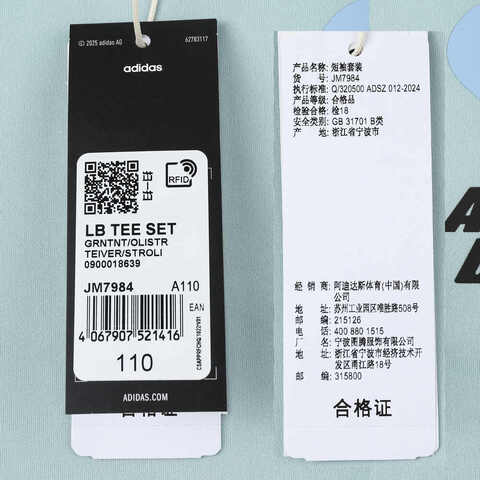 © 2025 adidas AG
62783117
adidas
RFID
LB TEE SET
GRNTNT/OLISTR
TEIVER/STROLI
0900018639
JM7984 A110
EAN
4 067907 521416
110
ADIDAS.COM
产品名称: 短袖套装
货 号: JM7984
执行标准: Q/320500 ADSZ 012-2024
产品等级: 合格品
检验合格: 检18
安全类别: GB 31701 B类
产 地: 浙江省宁波市
经 销 商: 阿迪达斯体育(中国)有限
公司
地 址: 苏州工业园区唯胜路508号
邮 编: 215126
电 话: 400 880 1515
厂 名: 宁波图腾服饰有限公司
地 址: 浙江省宁波市经济技术开
发区甬江路18号
邮 编: 315800
合格证